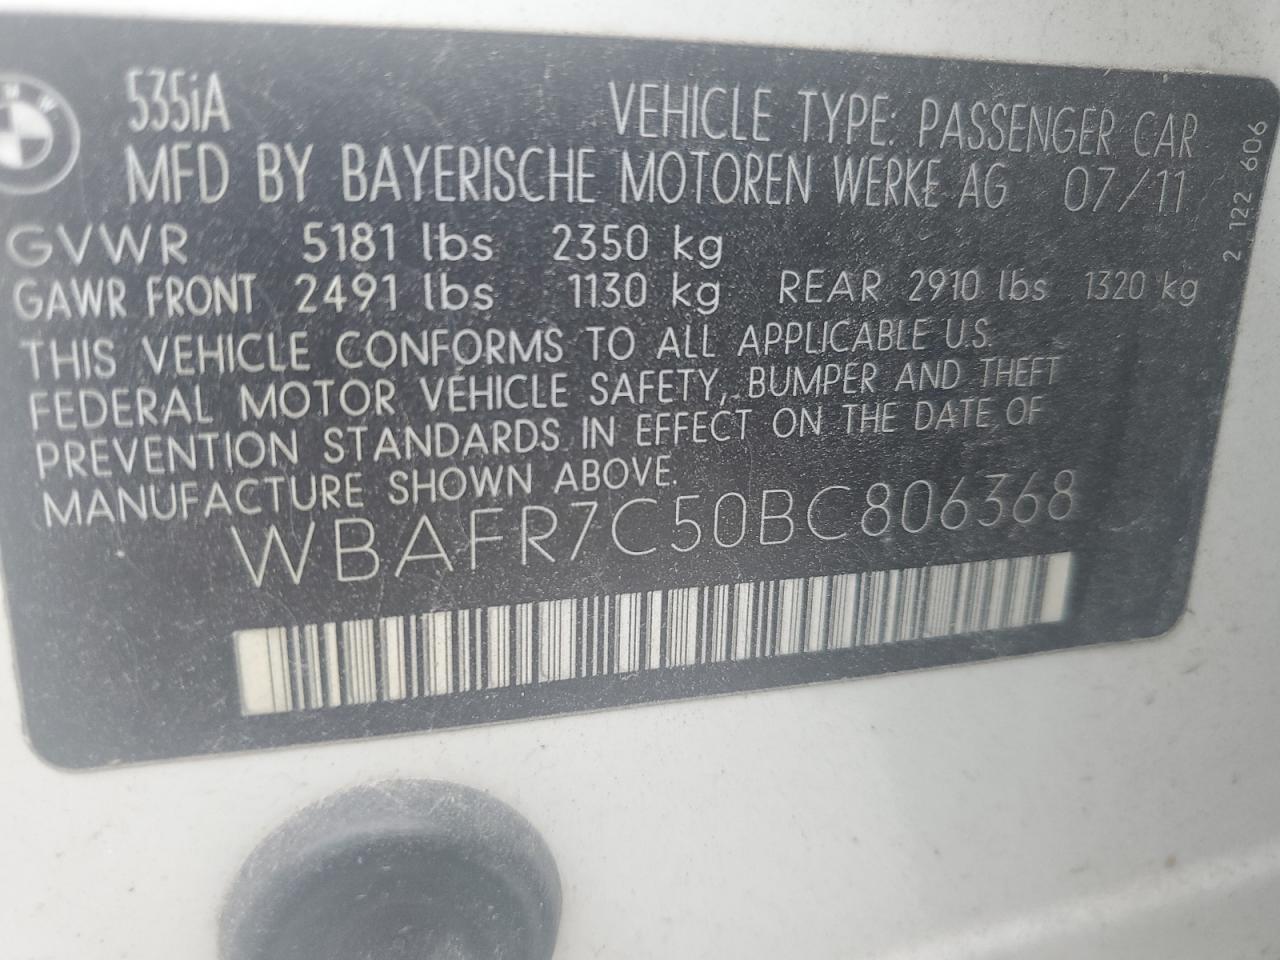 BMW
535iA VEHICLE TYPE: PASSENGER CAR
MFD BY BAYERISCHE MOTOREN WERKE AG 07/11
GVWR 5181 lbs 2350 kg
GAWR FRONT 2491 lbs 1130 kg REAR 2910 lbs 1320 kg
THIS VEHICLE CONFORMS TO ALL APPLICABLE U.S.
FEDERAL MOTOR VEHICLE SAFETY, BUMPER AND THEFT
PREVENTION STANDARDS IN EFFECT ON THE DATE OF
MANUFACTURE SHOWN ABOVE.
WBAFR7C50BC806368
2 122 606